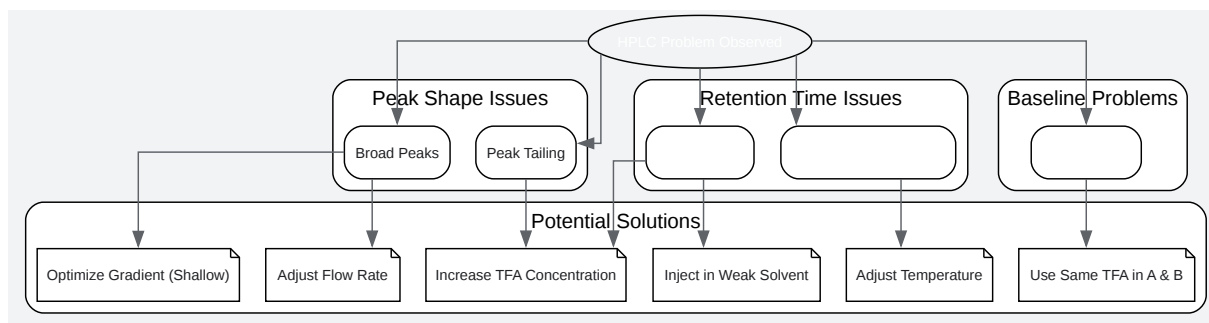 HPLC Problem Observed
Peak Shape Issues
Retention Time Issues
Baseline Problems
Broad Peaks
Peak Tailing
Potential Solutions
Optimize Gradient (Shallow)
Adjust Flow Rate
Increase TFA Concentration
Inject in Weak Solvent
Adjust Temperature
Use Same TFA in A & B